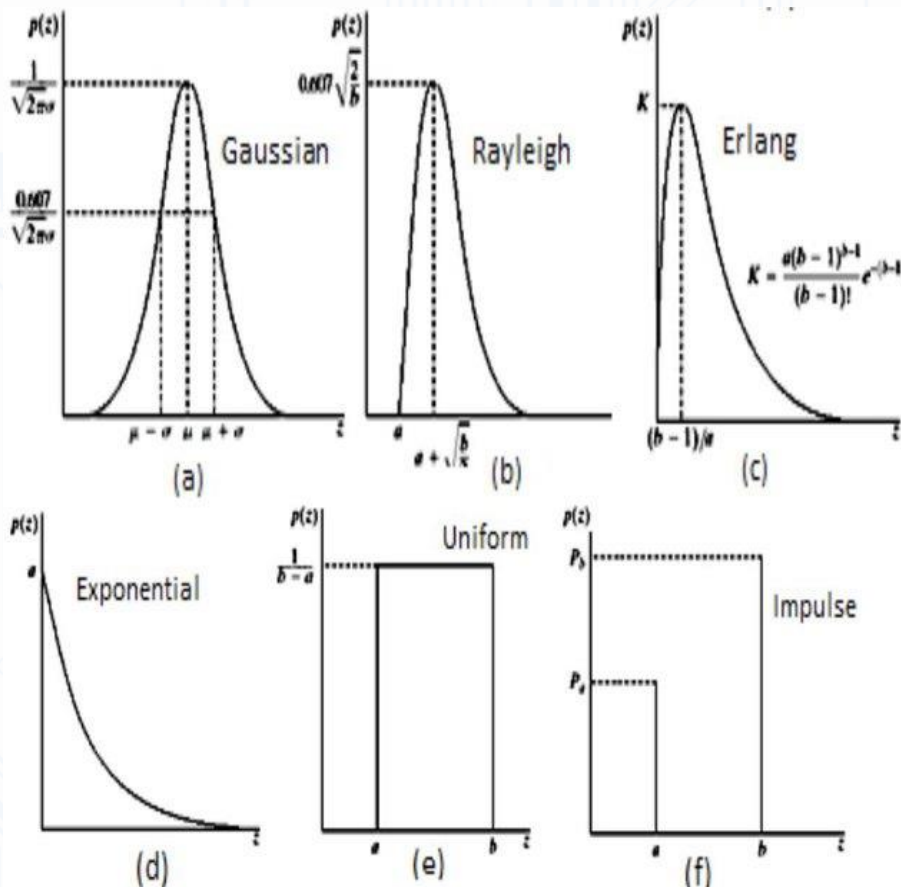 p(z)
1/√2πσ
0.607/√2πσ
Gaussian
μ − σ μ μ + σ z
(a)
p(z)
0.607 √2/b
Rayleigh
a
a + √b/
(b)
p(z)
K
Erlang
K = a(b − 1)^b−1/(b − 1)! e^−(b−1
(b − 1)/a z
(c)
p(z)
a
Exponential
z
(d)
p(z)
1/b − a
Uniform
a b z
(e)
p(z)
P_b
Impulse
P_a
a b z
(f)